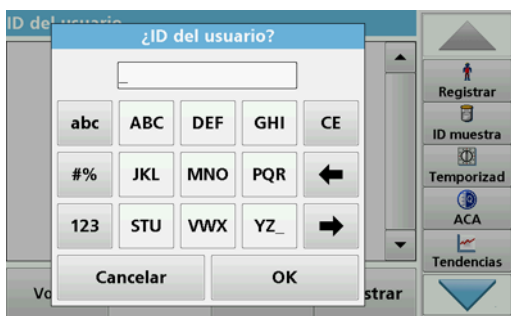 ID del usuario
¿ID del usuario?
_
abc ABC DEF GHI CE
#% JKL MNO PQR
123 STU VWX YZ_
Cancelar OK
Vo
strar
Registrar
ID muestra
Temporizad
ACA
Tendencias